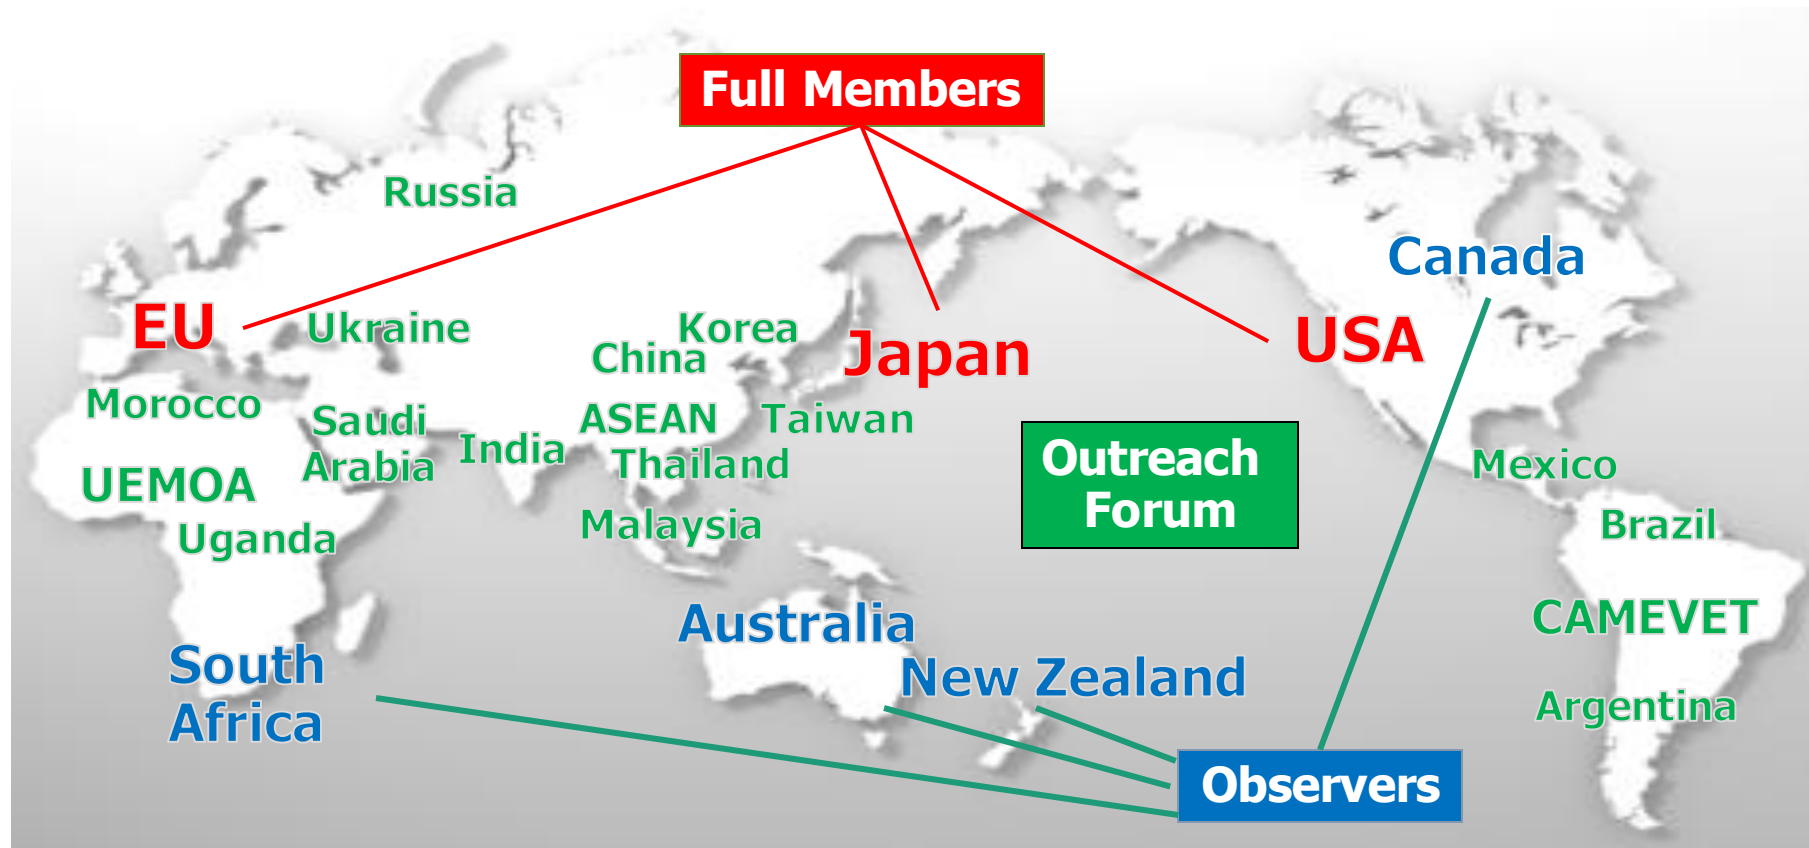 Full Members
Russia
Canada
EU
Ukraine
Korea
China
Japan
USA
Morocco
Saudi
Arabia
India
ASEAN
Taiwan
Thailand
Outreach
Forum
Mexico
UEMOA
Uganda
Malaysia
Brazil
Australia
CAMEVET
South
Africa
New Zealand
Argentina
Observers